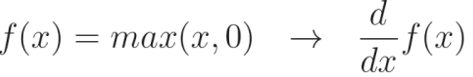 f(x) = max(x, 0) → d/dx f(x)